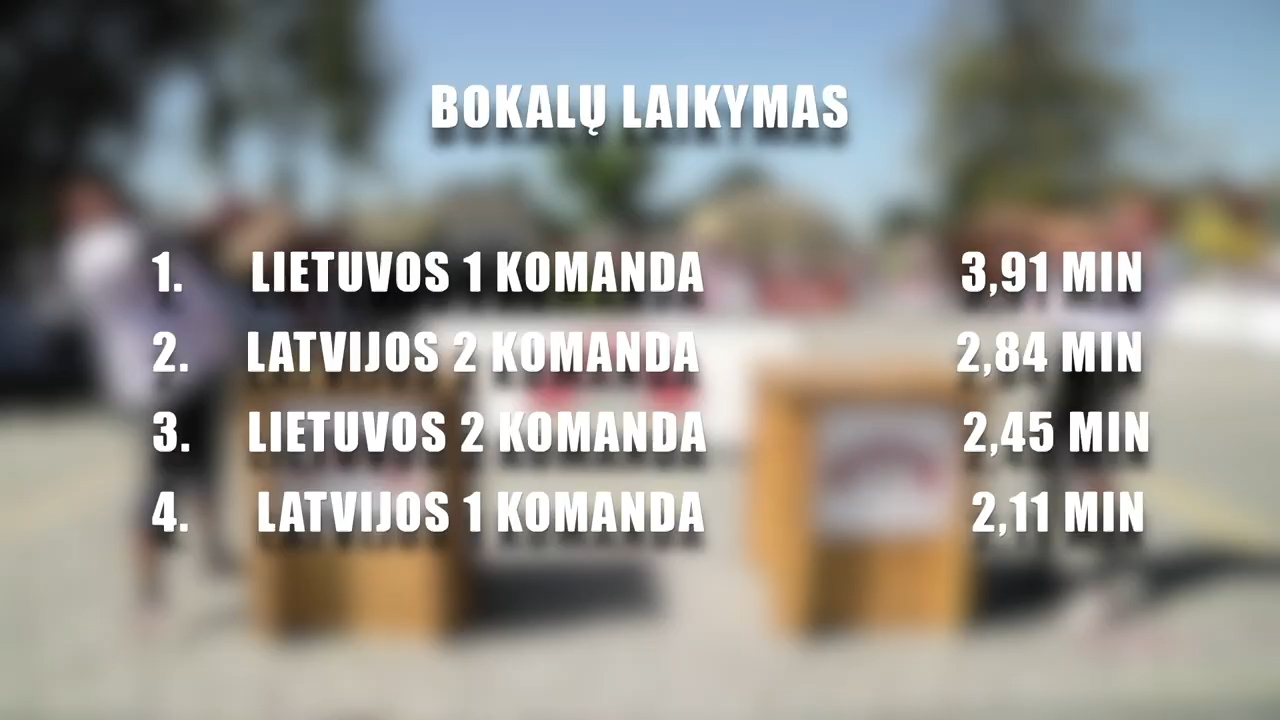 BOKALŲ LAIKYMAS
1. LIETUVOS 1 KOMANDA 3,91 MIN
2. LATVIJOS 2 KOMANDA 2,84 MIN
3. LIETUVOS 2 KOMANDA 2,45 MIN
4. LATVIJOS 1 KOMANDA 2,11 MIN